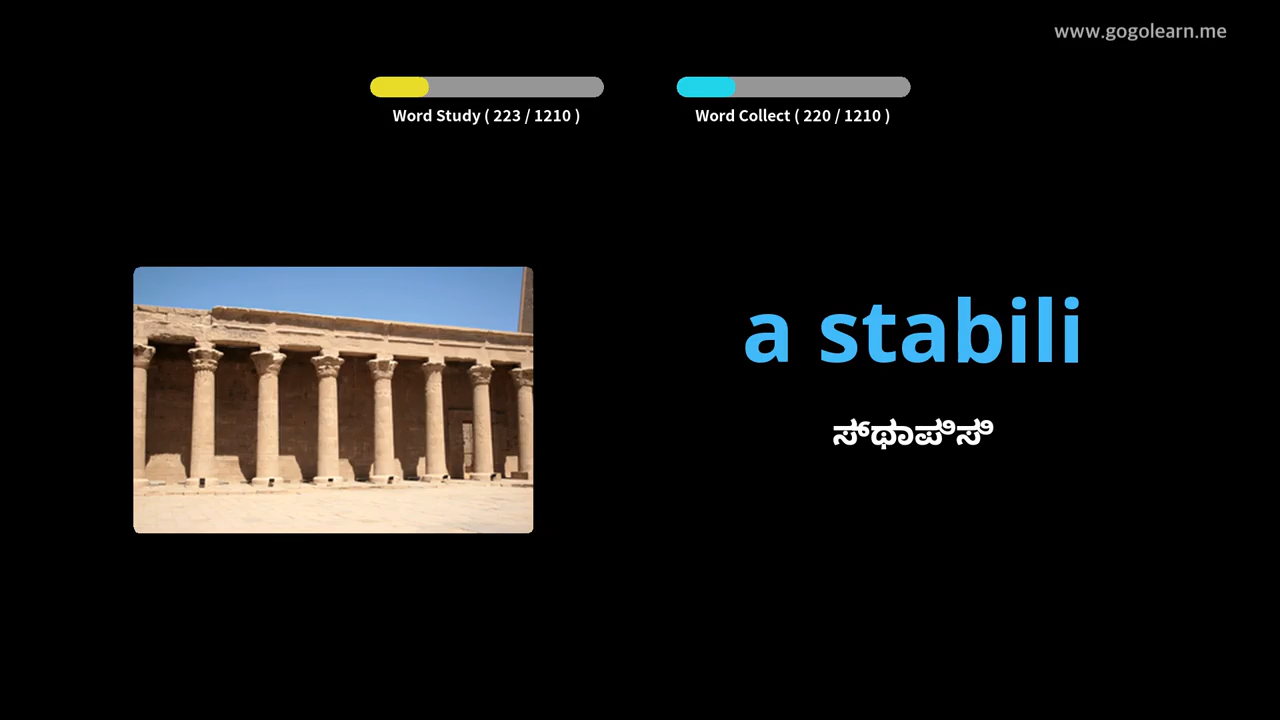 www.gogolearn.me
Word Study ( 223 / 1210 )
Word Collect ( 220 / 1210 )
a stabili
ಸ್ಥಾಪಿಸಿ